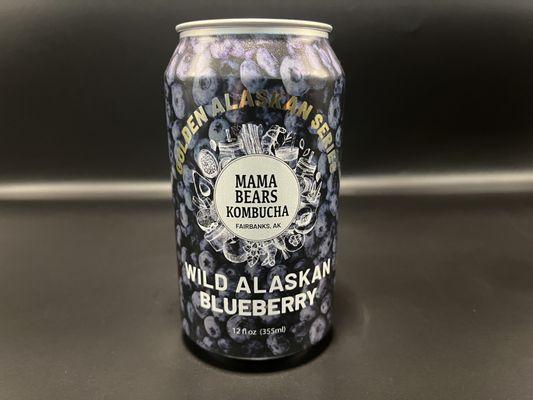 GOLDEN ALASKAN SERIES
MAMA
BEARS
KOMBUCHA
FAIRBANKS, AK
WILD ALASKAN
BLUEBERRY
12 fl oz (355ml)